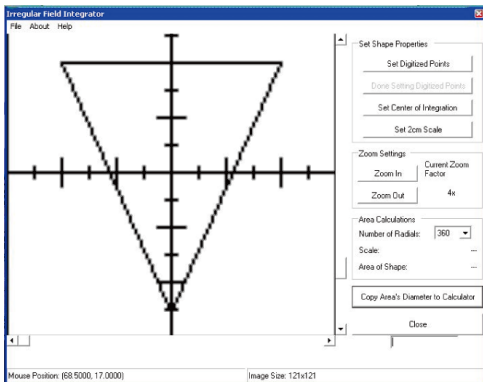 Irregular Field Integrator
File About Help
Set Shape Properties
Set Digitized Points
Done Setting Digitized Points
Set Center of Integration
Set 2cm Scale
Zoom Settings
Zoom In
Current Zoom
Factor
Zoom Out
4x
Area Calculations
Number of Radials: 360
Scale: ---
Area of Shape: ---
Copy Area's Diameter to Calculator
Close
Mouse Position: (68.5000, 17.0000) Image Size: 121x121